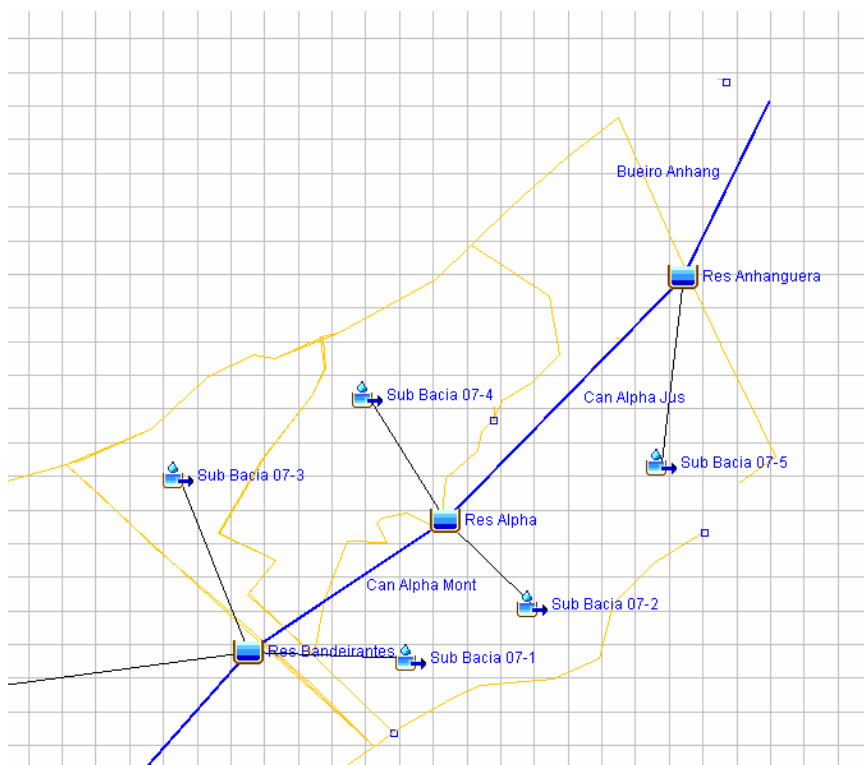 Bueiro Anhang
Res Anhanguera
Sub Bacia 07-4
Can Alpha Jus
Sub Bacia 07-5
Sub Bacia 07-3
Res Alpha
Can Alpha Mont
Sub Bacia 07-2
Res Bandeirantes
Sub Bacia 07-1